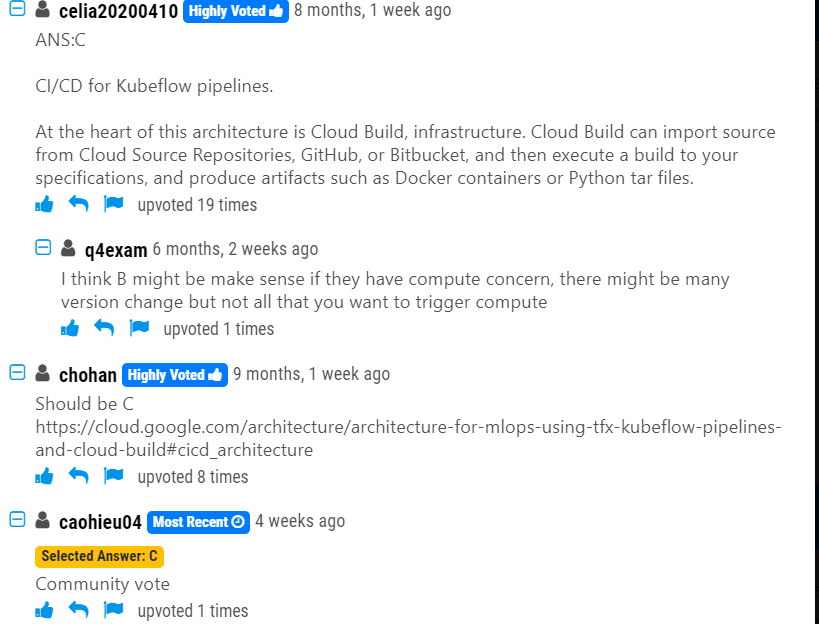 celia20200410 Highly Voted 8 months, 1 week ago
ANS:C
CI/CD for Kubeflow pipelines.
At the heart of this architecture is Cloud Build, infrastructure. Cloud Build can import source
from Cloud Source Repositories, GitHub, or Bitbucket, and then execute a build to your
specifications, and produce artifacts such as Docker containers or Python tar files.
upvoted 19 times
q4exam 6 months, 2 weeks ago
I think B might be make sense if they have compute concern, there might be many
version change but not all that you want to trigger compute
upvoted 1 times
chohan Highly Voted 9 months, 1 week ago
Should be C
https://cloud.google.com/architecture/architecture-for-mlops-using-tfx-kubeflow-pipelines-
and-cloud-build#cicd_architecture
upvoted 8 times
caohieu04 Most Recent 4 weeks ago
Selected Answer: C
Community vote
upvoted 1 times